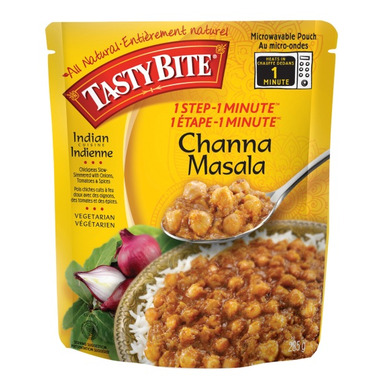 All Natural • Entièrement naturel
Microwavable Pouch
Au micro-ondes
HEATS IN
CHAUFFÉ DEDANS
1
MINUTE
TASTY BITE®
1 STEP-1 MINUTE™
1 ÉTAPE-1 MINUTE™
Indian
CUISINE
Indienne
Channa
Masala
Chickpeas Slow
Simmered with Onions,
Tomatoes & Spices
Pois chiches cuits à feu
doux avec des oignons,
des tomates et des épices.
VEGETARIAN
VÉGÉTARIEN
285 g